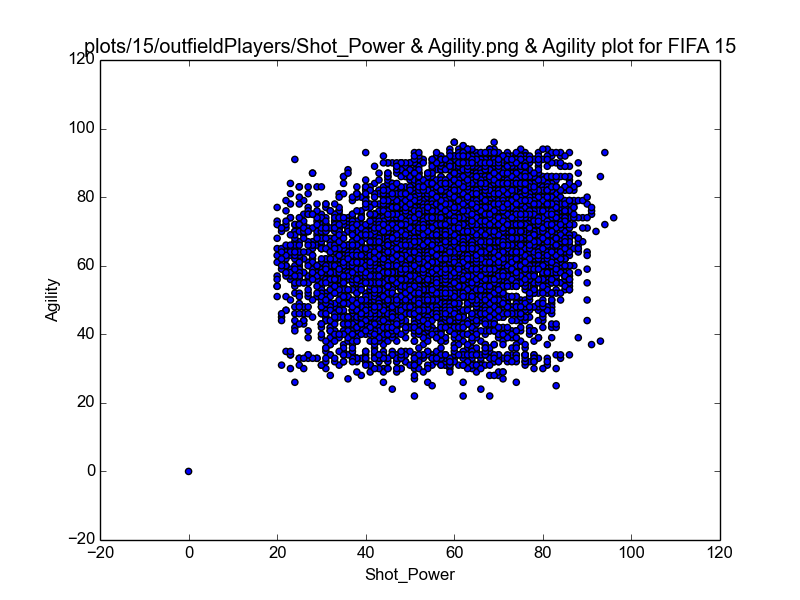 plots/15/outfieldPlayers/Shot_Power & Agility.png & Agility plot for FIFA 15
120
100
80
60
40
20
0
−20
Agility
−20 0 20 40 60 80 100 120
Shot_Power